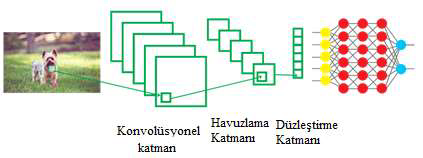 Konvolüsyonel
katman
Havuzlama
Katmanı
Düzleştirme
Katmanı